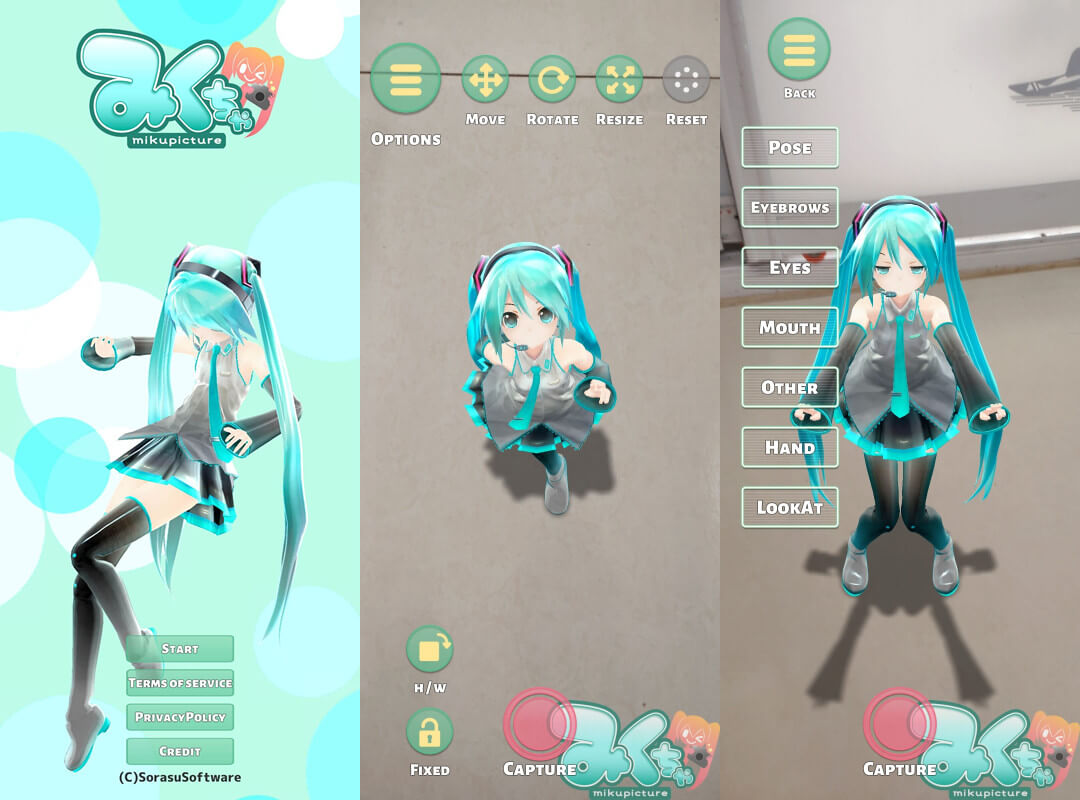 みくちゃ
mikupicture
START
TERMS OF SERVICE
PRIVACYPOLICY
CREDIT
(C)SorasuSoftware
OPTIONS
MOVE
ROTATE
RESIZE
RESET
H/W
FIXED
CAPTURE
みくちゃ
mikupicture
BACK
POSE
EYEBROWS
EYES
MOUTH
OTHER
HAND
LOOKAT
CAPTURE
みくちゃ
mikupicture